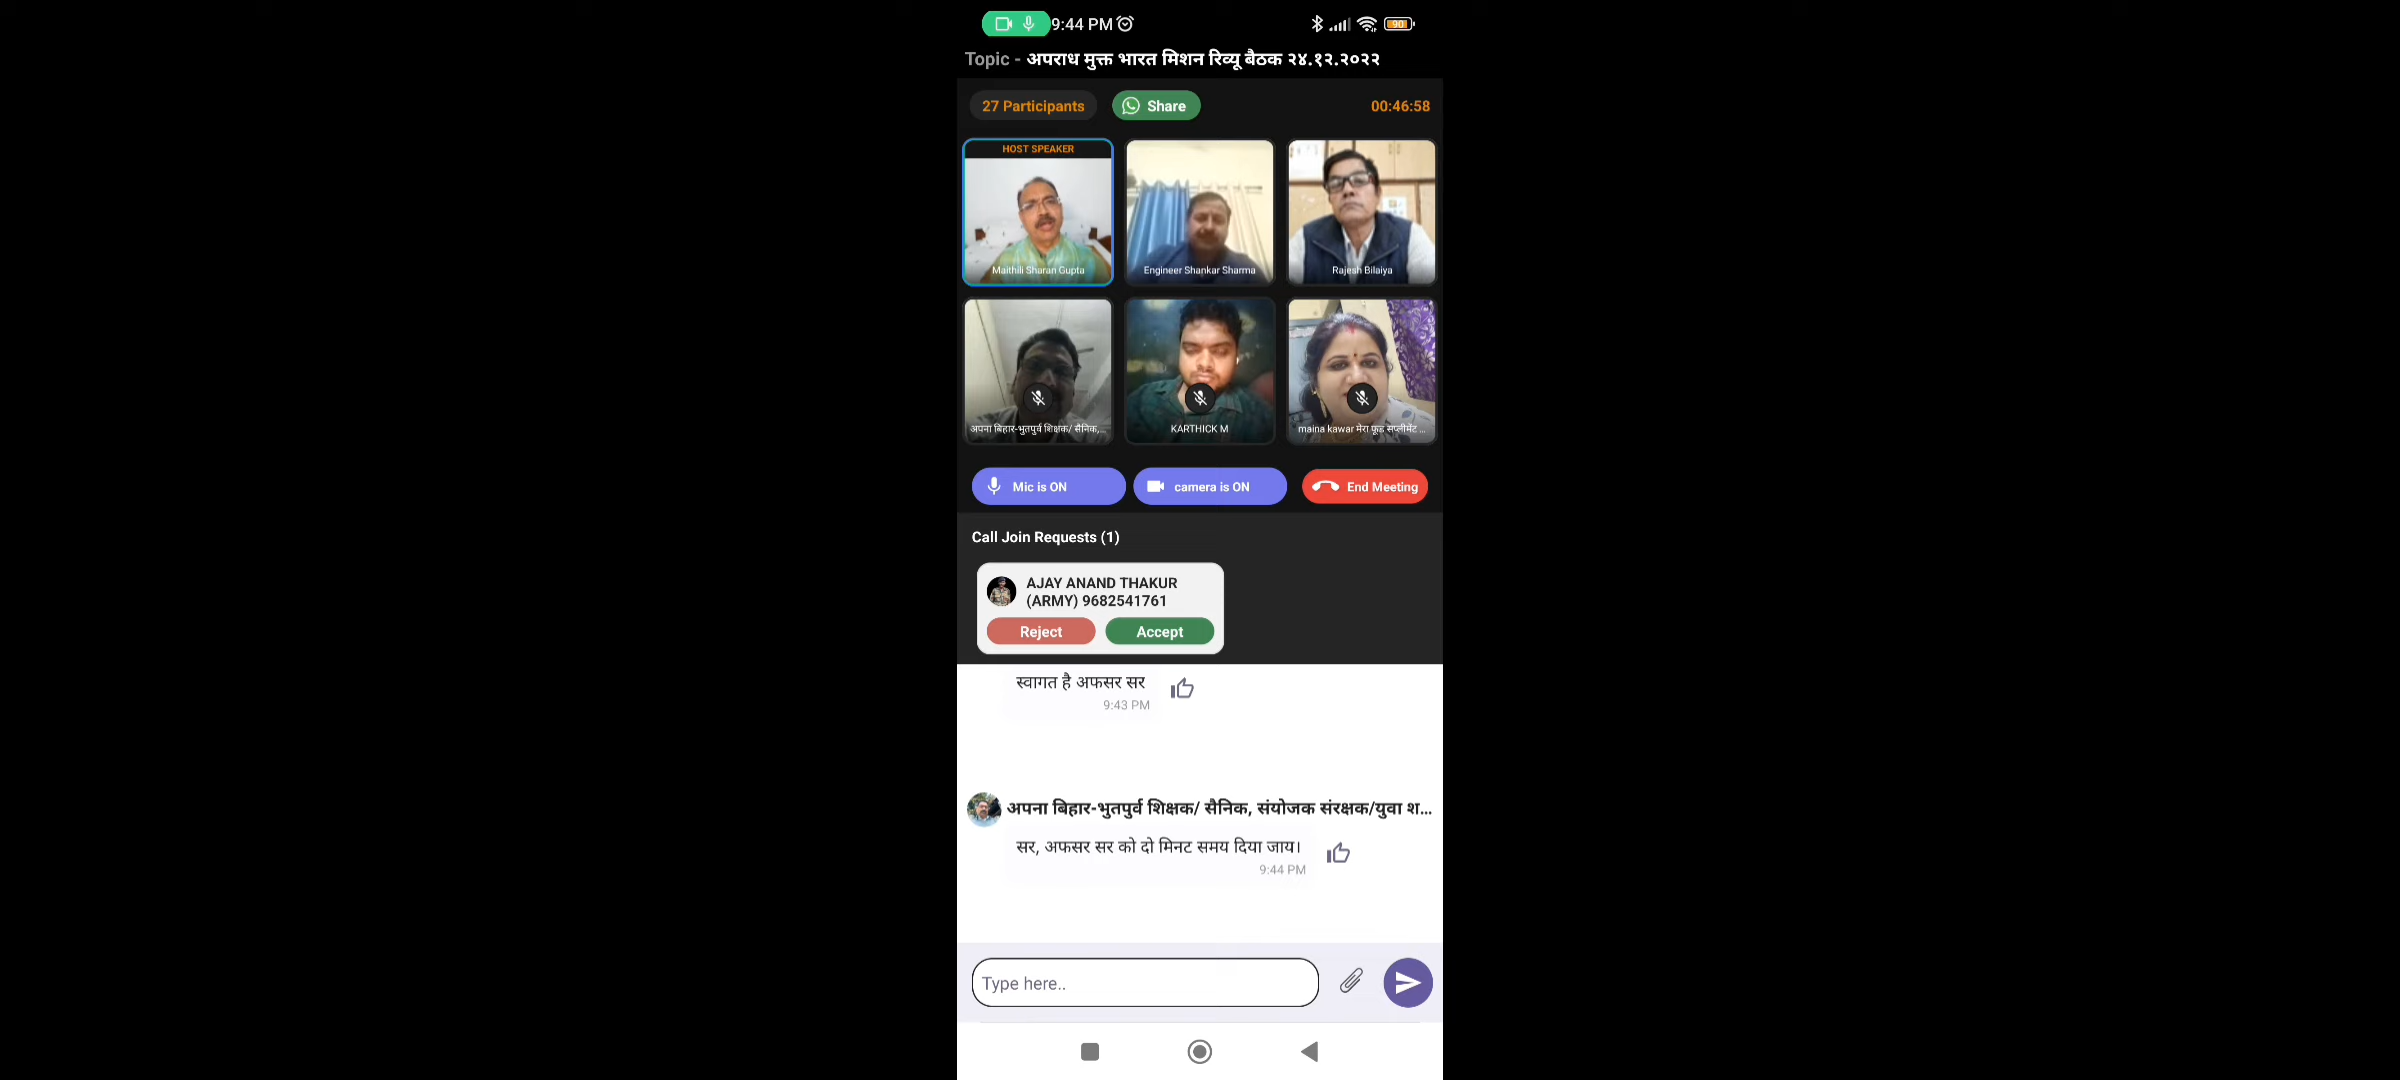 9:44 PM
90
Topic - अपराध मुक्त भारत मिशन रिव्यू बैठक २४.१२.२०२२
27 Participants
Share
00:46:58
HOST SPEAKER
Maithili Sharan Gupta
Engineer Shankar Sharma
Rajesh Bilaiya
अपना बिहार-भुतपुर्व शिक्षक/ सैनिक,...
KARTHICK M
maina kawar मेरा फूड सप्लीमेंट ...
Mic is ON
camera is ON
End Meeting
Call Join Requests (1)
AJAY ANAND THAKUR
(ARMY) 9682541761
Reject
Accept
स्वागत है अफसर सर
9:43 PM
अपना बिहार-भुतपुर्व शिक्षक/ सैनिक, संयोजक संरक्षक/युवा श...
सर, अफसर सर को दो मिनट समय दिया जाय।
9:44 PM
Type here..